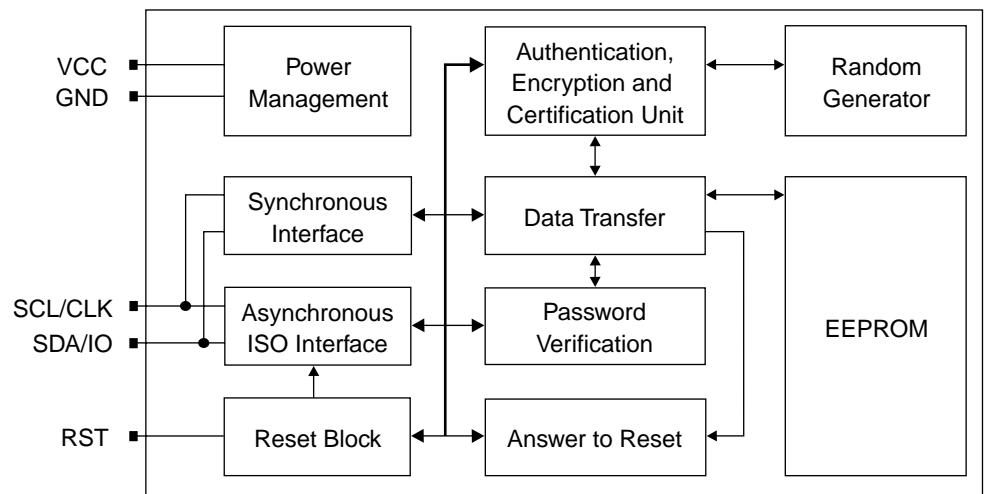 VCC
GND
Power
Management
Authentication,
Encryption and
Certification Unit
Random
Generator
Synchronous
Interface
Data Transfer
SCL/CLK
SDA/IO
Asynchronous
ISO Interface
Password
Verification
EEPROM
RST
Reset Block
Answer to Reset